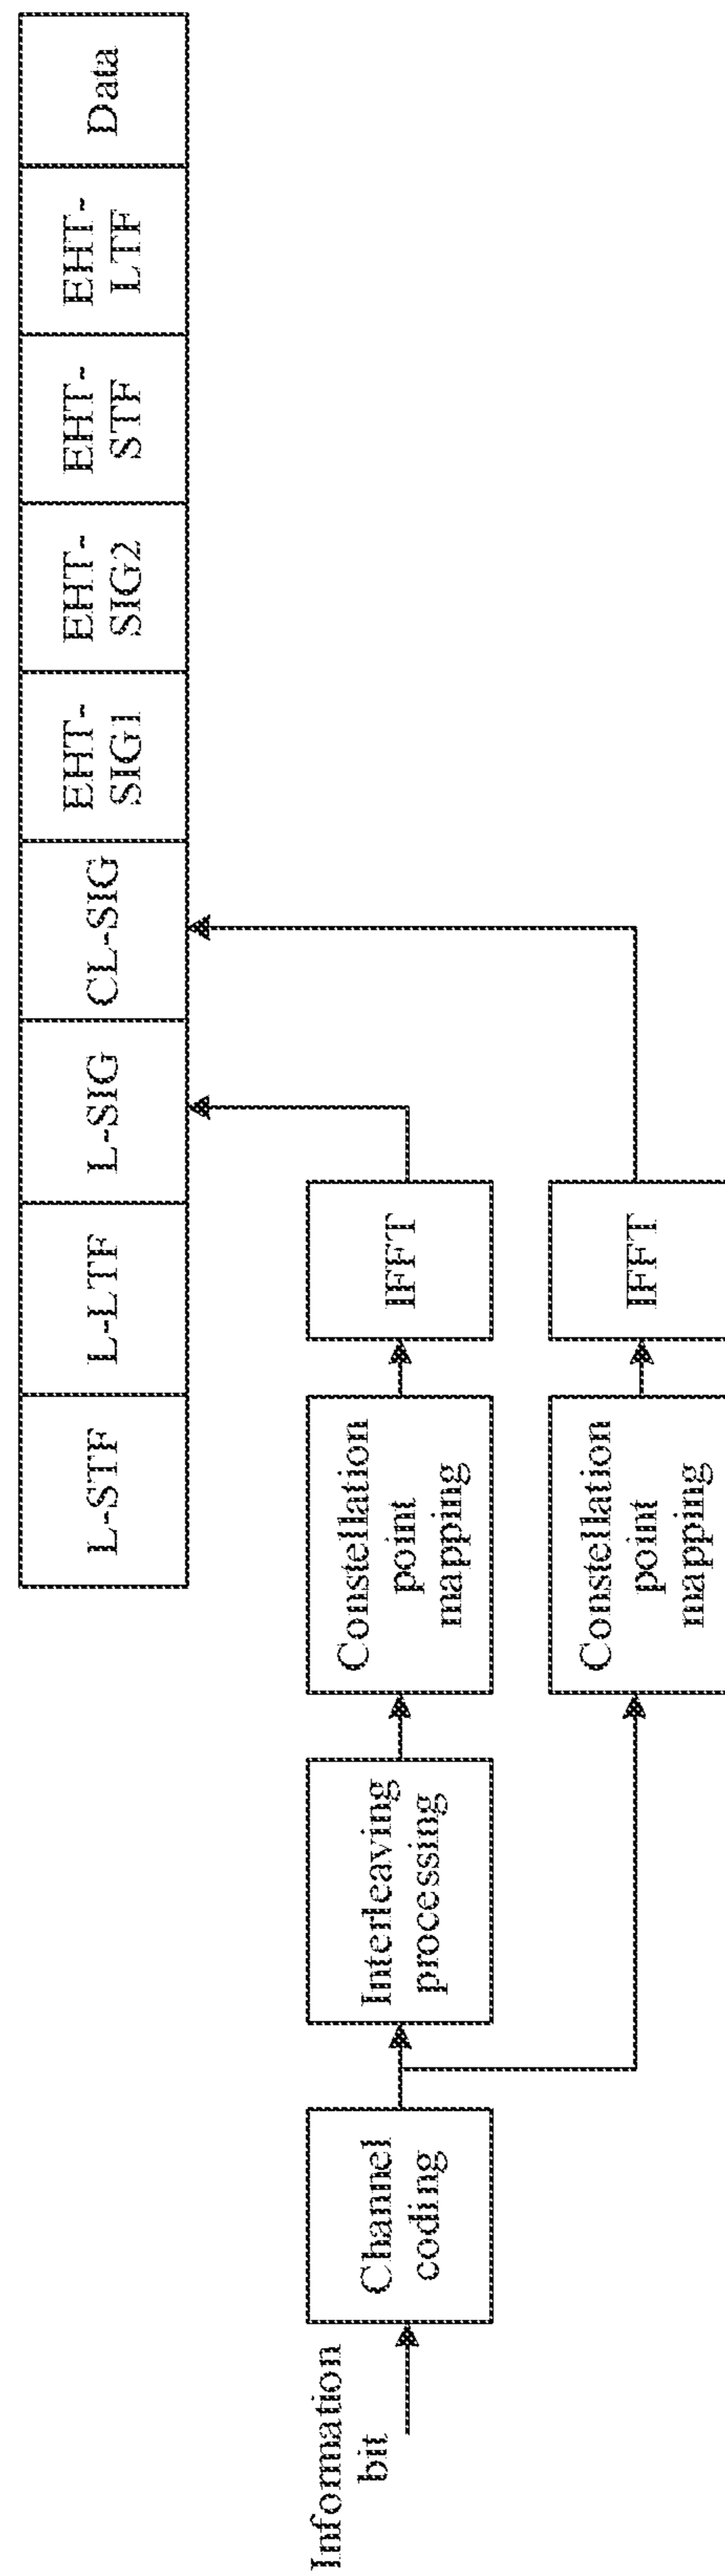 L-STF
L-LTF
L-SIG
CL-SIG
EHT-
SIG1
EHT-
SIG2
EHT-
STF
EHT-
LTF
Data
Information
bit
Channel
coding
Interleaving
processing
Constellation
point
mapping
IFFT
Constellation
point
mapping
IFFT